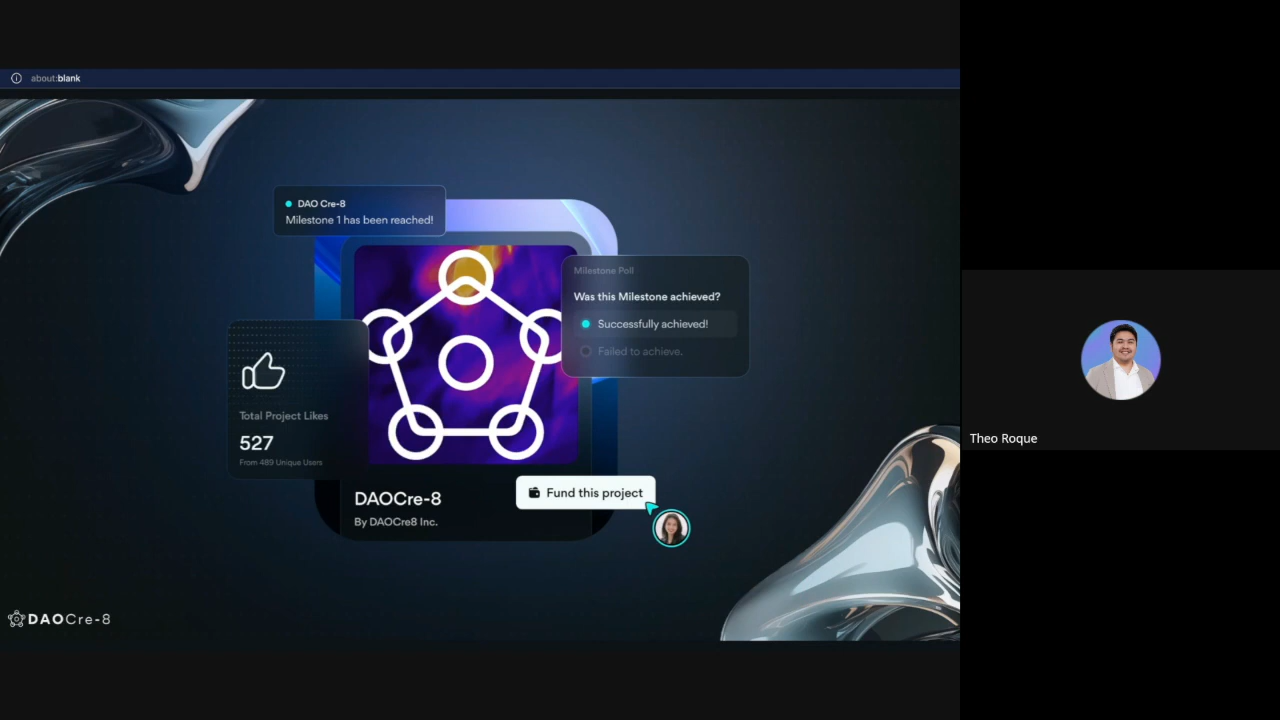 about:blank
DAO Cre-8
Milestone 1 has been reached!
Milestone Poll
Was this Milestone achieved?
Successfully achieved!
Failed to achieve.
Total Project Likes
527
From 489 Unique Users
DAOCre-8
By DAOCre8 Inc.
Fund this project
DAOCre-8
Theo Roque